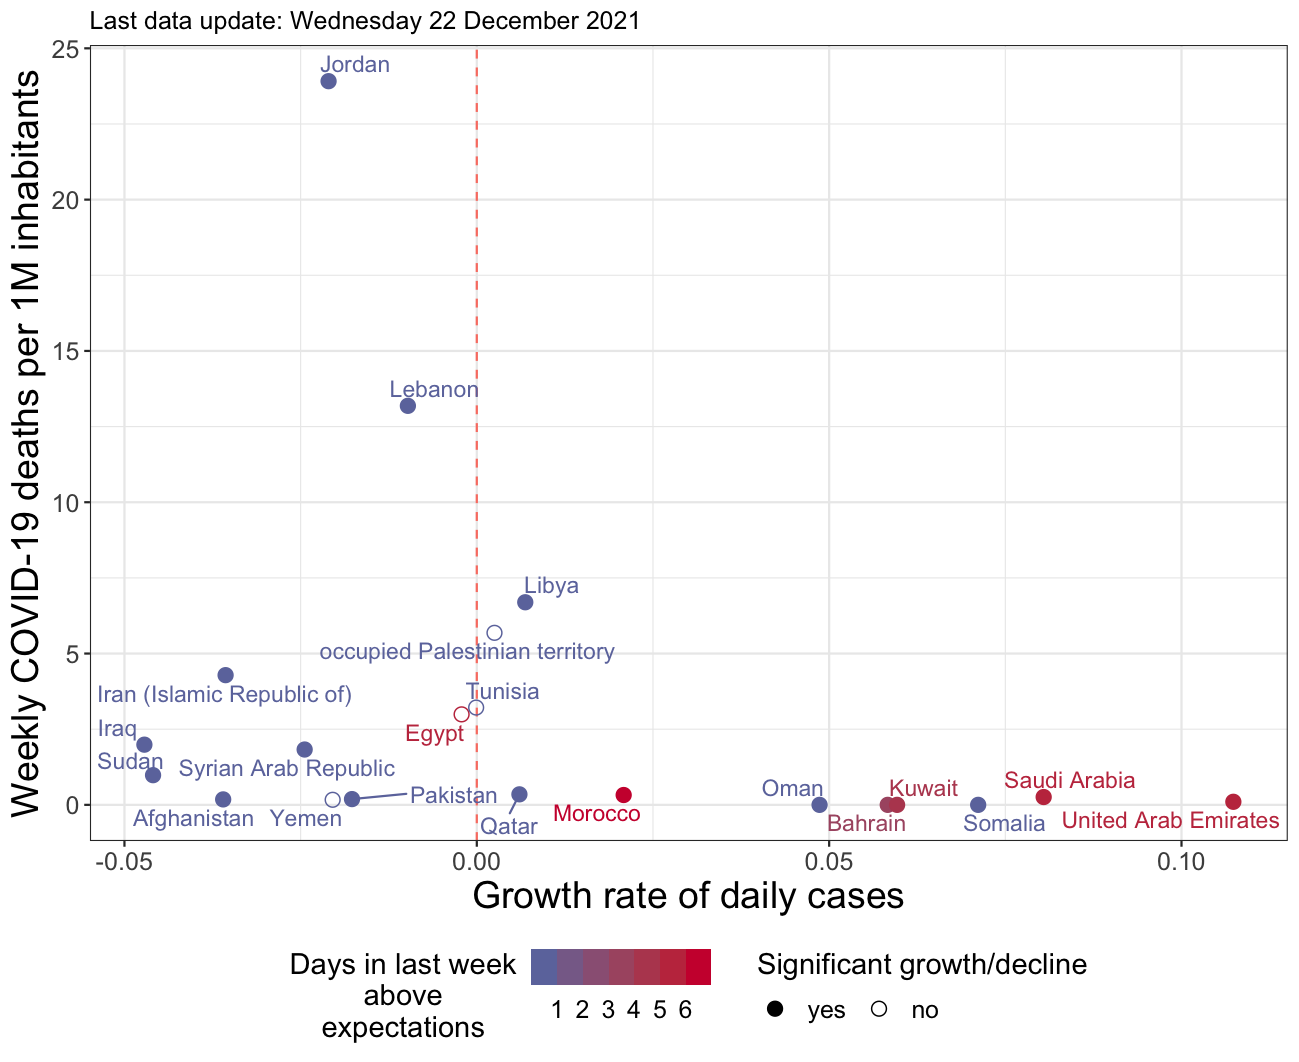 Last data update: Wednesday 22 December 2021
Weekly COVID-19 deaths per 1M inhabitants
25
20
15
10
5
0
Jordan
Lebanon
Libya
occupied Palestinian territory
Iran (Islamic Republic of)
Tunisia
Iraq
Egypt
Sudan
Syrian Arab Republic
Saudi Arabia
Oman
Kuwait
Pakistan
Afghanistan
Yemen
Qatar
Morocco
Bahrain
Somalia
United Arab Emirates
-0.05
0.00
0.05
0.10
Growth rate of daily cases
Days in last week
above
expectations
1 2 3 4 5 6
Significant growth/decline
yes
no